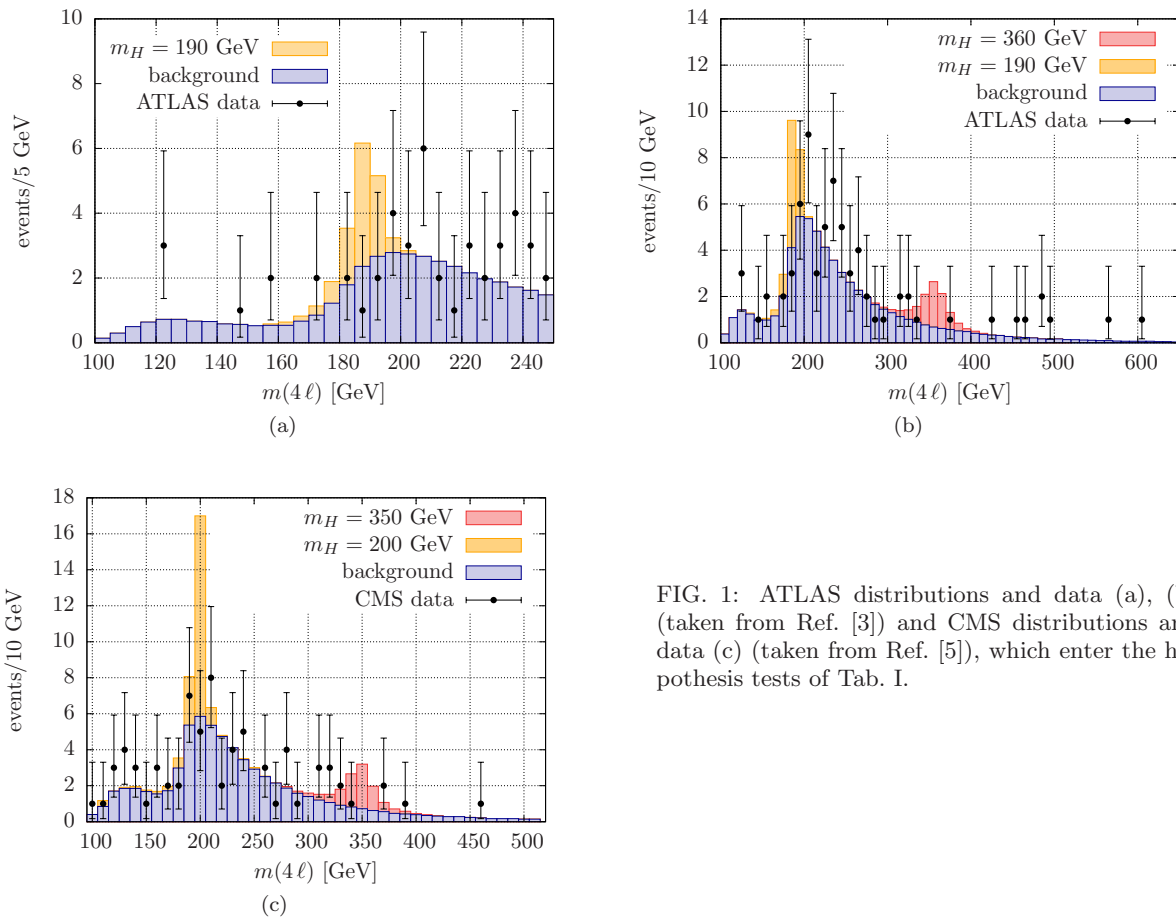 10
8
6
4
2
0
events/5 GeV
m_H = 190 GeV
background
ATLAS data
100 120 140 160 180 200 220 240
m(4ℓ) [GeV]
(a)
14
12
10
8
6
4
2
0
events/10 GeV
m_H = 360 GeV
m_H = 190 GeV
background
ATLAS data
100 200 300 400 500 600
m(4ℓ) [GeV]
(b)
18
16
14
12
10
8
6
4
2
0
events/10 GeV
m_H = 350 GeV
m_H = 200 GeV
background
CMS data
100 150 200 250 300 350 400 450 500
m(4ℓ) [GeV]
(c)
FIG. 1: ATLAS distributions and data (a), (
(taken from Ref. [3]) and CMS distributions an
data (c) (taken from Ref. [5]), which enter the h
pothesis tests of Tab. I.